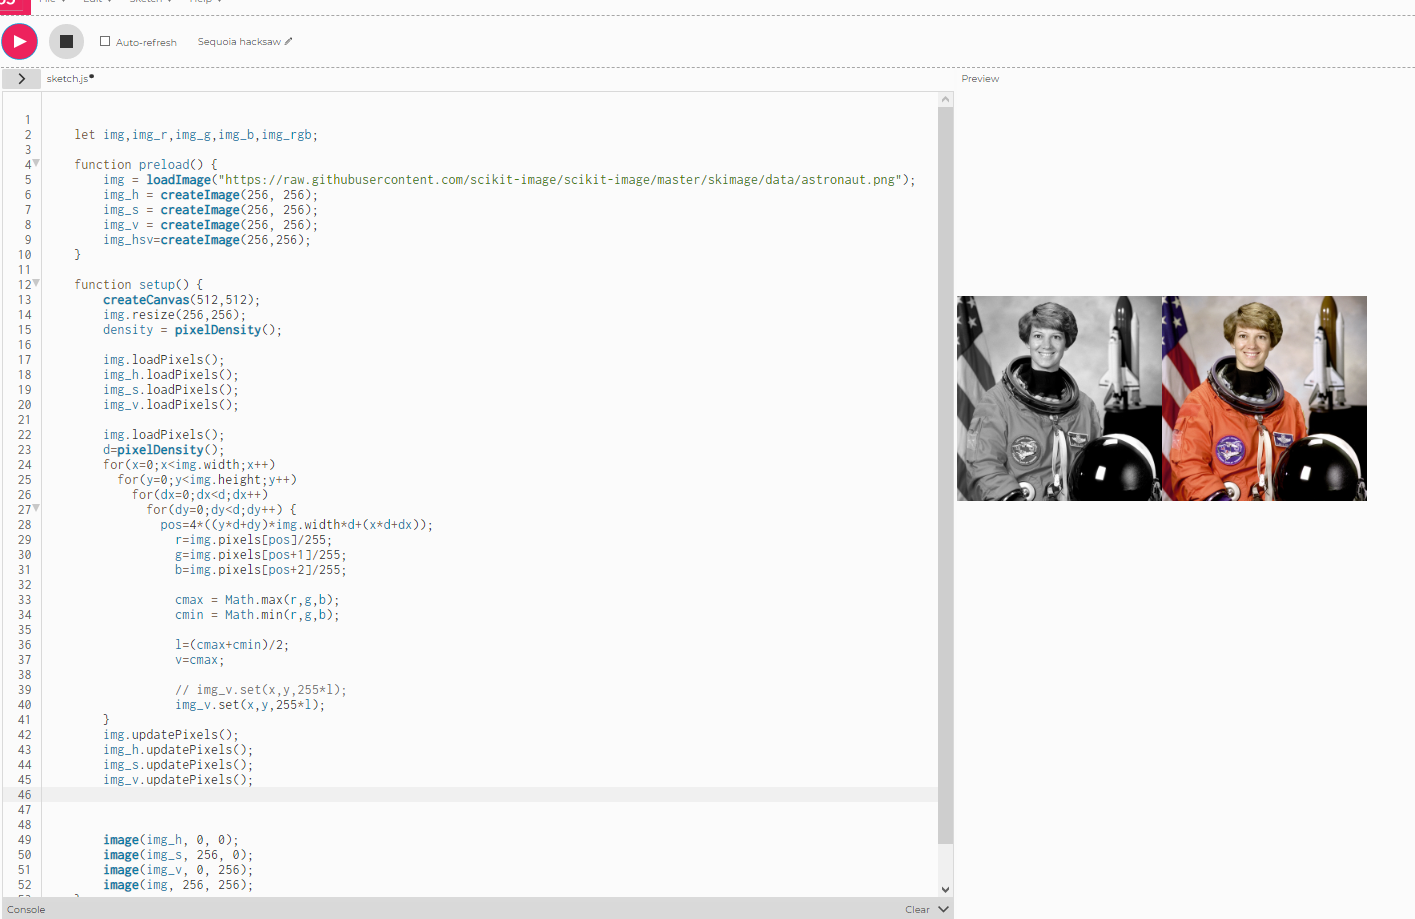 File Edit Sketch Help
Auto-refresh Sequoia hacksaw
sketch.js
Preview
1
2 let img,img_r,img_g,img_b,img_rgb;
3
4 function preload() {
5 img = loadImage("https://raw.githubusercontent.com/scikit-image/scikit-image/master/skimage/data/astronaut.png");
6 img_h = createImage(256, 256);
7 img_s = createImage(256, 256);
8 img_v = createImage(256, 256);
9 img_hsv=createImage(256,256);
10 }
11
12 function setup() {
13 createCanvas(512,512);
14 img.resize(256,256);
15 density = pixelDensity();
16
17 img.loadPixels();
18 img_h.loadPixels();
19 img_s.loadPixels();
20 img_v.loadPixels();
21
22 img.loadPixels();
23 d=pixelDensity();
24 for(x=0;x<img.width;x++)
25 for(y=0;y<img.height;y++)
26 for(dx=0;dx<d;dx++)
27 for(dy=0;dy<d;dy++) {
28 pos=4*((y*d+dy)*img.width*d+(x*d+dx));
29 r=img.pixels[pos]/255;
30 g=img.pixels[pos+1]/255;
31 b=img.pixels[pos+2]/255;
32
33 cmax = Math.max(r,g,b);
34 cmin = Math.min(r,g,b);
35
36 l=(cmax+cmin)/2;
37 v=cmax;
38
39 // img_v.set(x,y,255*l);
40 img_v.set(x,y,255*l);
41 }
42 img.updatePixels();
43 img_h.updatePixels();
44 img_s.updatePixels();
45 img_v.updatePixels();
46
47
48
49 image(img_h, 0, 0);
50 image(img_s, 256, 0);
51 image(img_v, 0, 256);
52 image(img, 256, 256);
Console
Clear